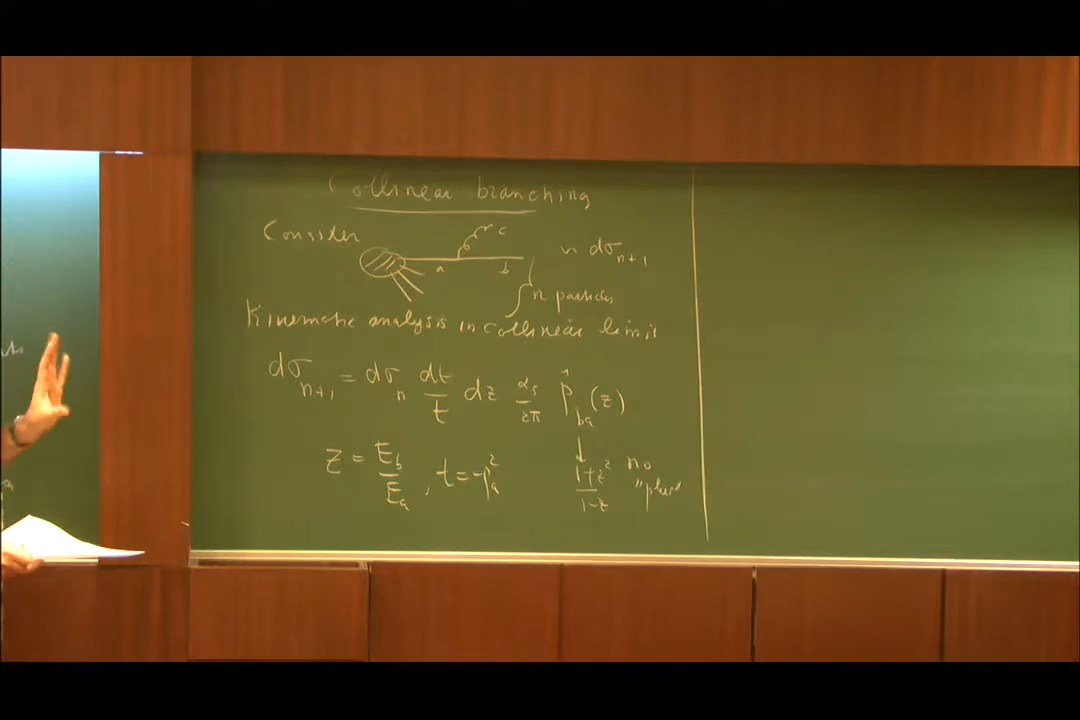 Collinear branching
Consider
a b c
~ dσ_{n+1}
n particles
Kinematic analysis in collinear limit
dσ_{n+1} = dσ_n dt/t dz α_s/2π P̂_{ba}(z)
z = E_b/E_a, t = -p_a^2
↓
1+z^2/1-z no "plus"